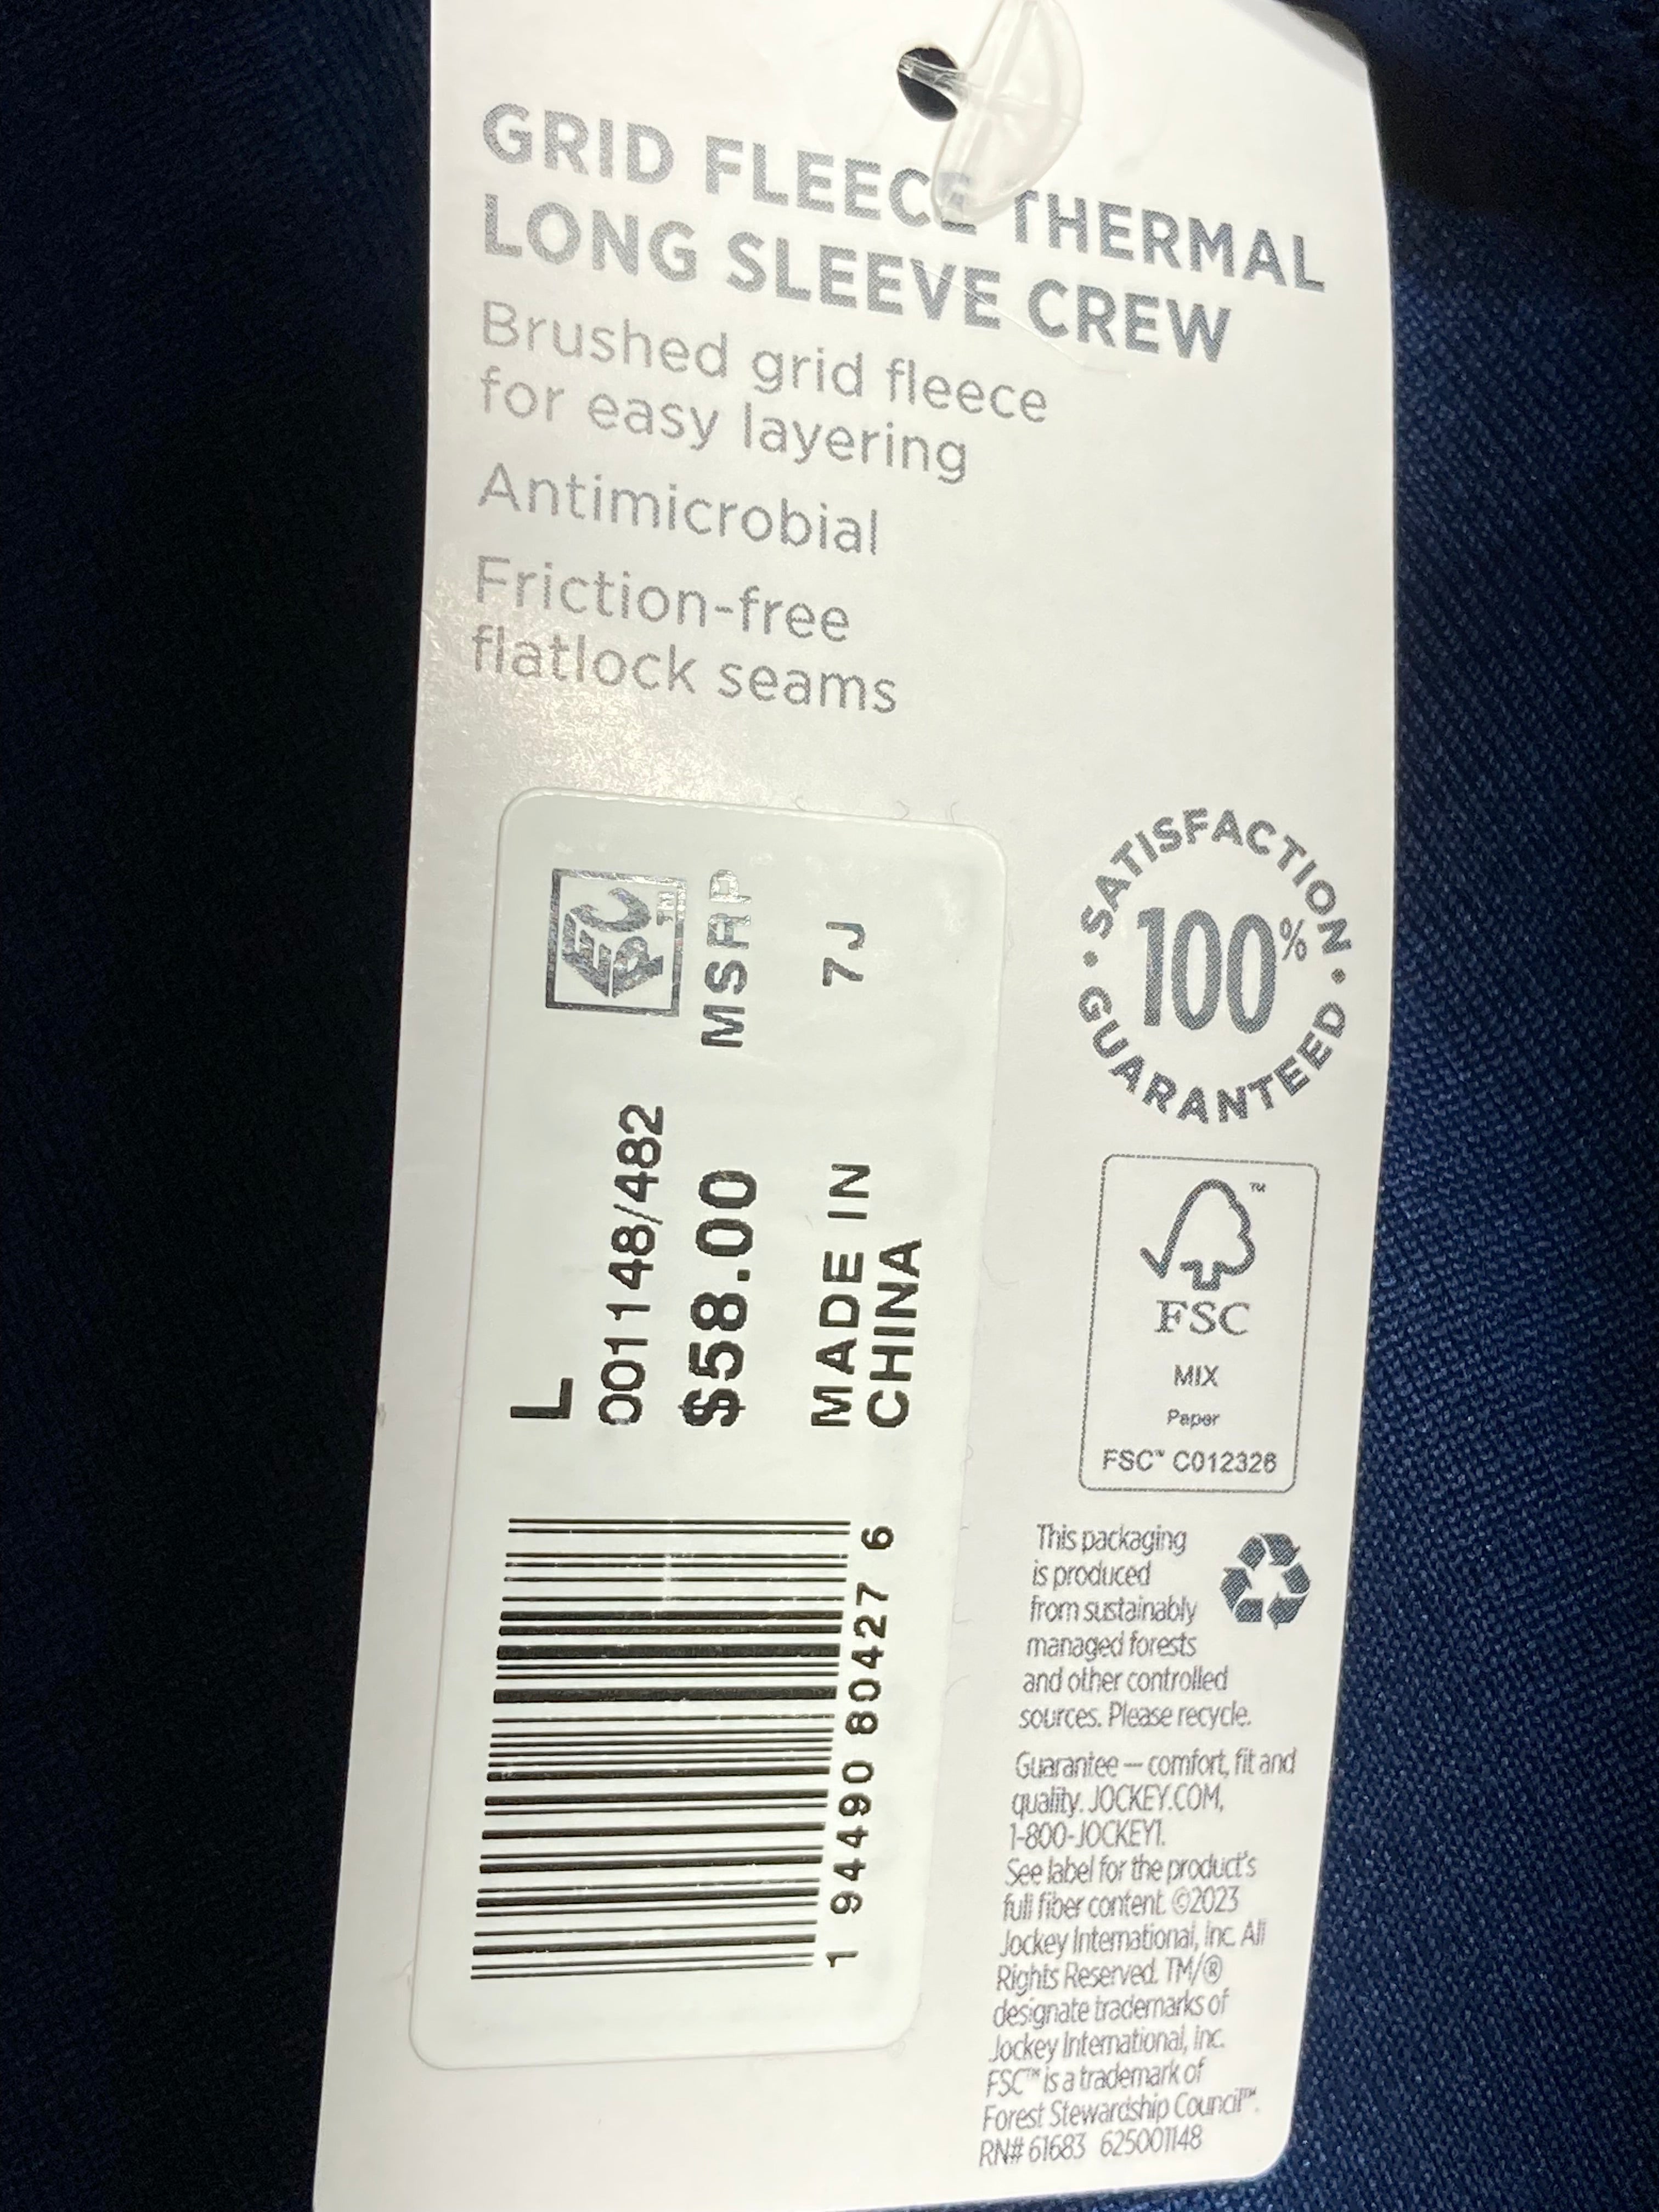 GRID FLEECE THERMAL
LONG SLEEVE CREW
Brushed grid fleece
for easy layering
Antimicrobial
Friction-free
flatlock seams
EPC™
L
001148/482
$58.00 MSRP
MADE IN 7J
CHINA
1 94490 80427 6
• SATISFACTION •
100%
GUARANTEED
™
FSC
MIX
Paper
FSC™ C012326
This packaging
is produced
from sustainably
managed forests
and other controlled
sources. Please recycle.
Guarantee — comfort, fit and
quality. JOCKEY.COM,
1-800-JOCKEY1.
See label for the product's
full fiber content. ©2023
Jockey International, Inc. All
Rights Reserved. TM/®
designate trademarks of
Jockey International, Inc.
FSC™ is a trademark of
Forest Stewardship Council™.
RN# 61683 625001148